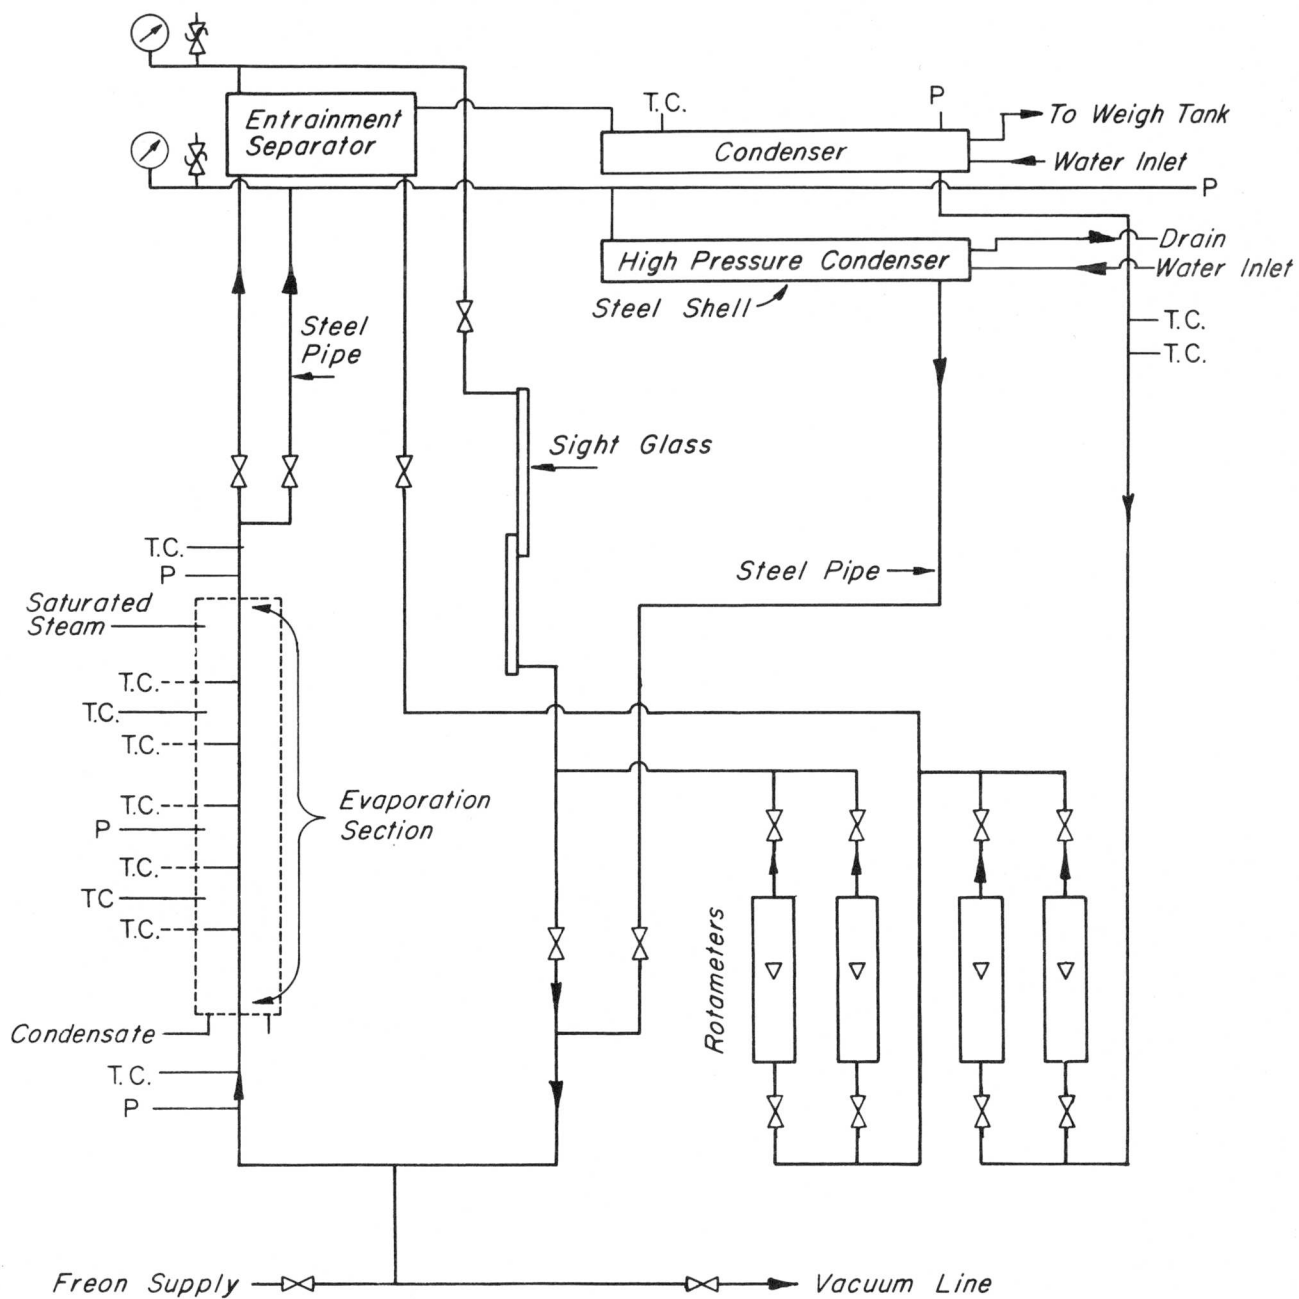 Entrainment
Separator
T.C.
P
To Weigh Tank
Condenser
Water Inlet
P
High Pressure Condenser
Drain
Water Inlet
Steel Shell
Steel
Pipe
T.C.
T.C.
Sight Glass
T.C.
P
Steel Pipe
Saturated
Steam
T.C.
T.C.
T.C.
T.C.
P
T.C.
TC
T.C.
Evaporation
Section
Rotameters
Condensate
T.C.
P
Freon Supply
Vacuum Line